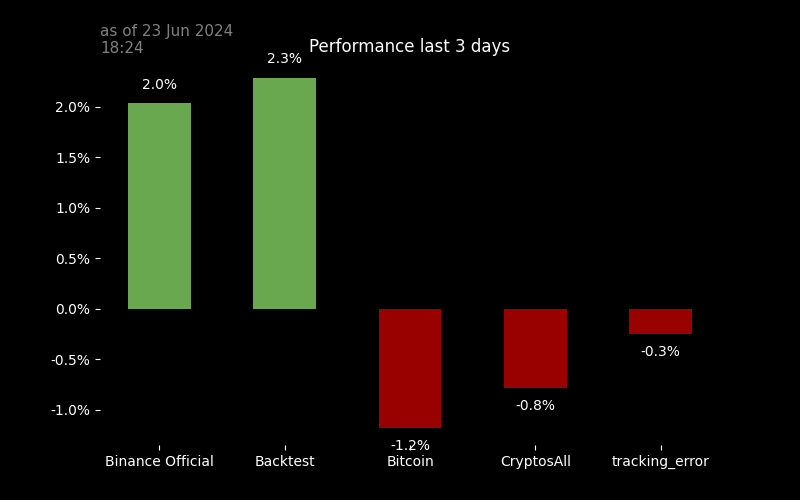 as of 23 Jun 2024
18:24
Performance last 3 days
2.3%
2.0%
2.0%
1.5%
1.0%
0.5%
0.0%
-0.5%
-1.0%
-0.3%
-0.8%
-1.2%
Binance Official
Backtest
Bitcoin
CryptosAll
tracking_error